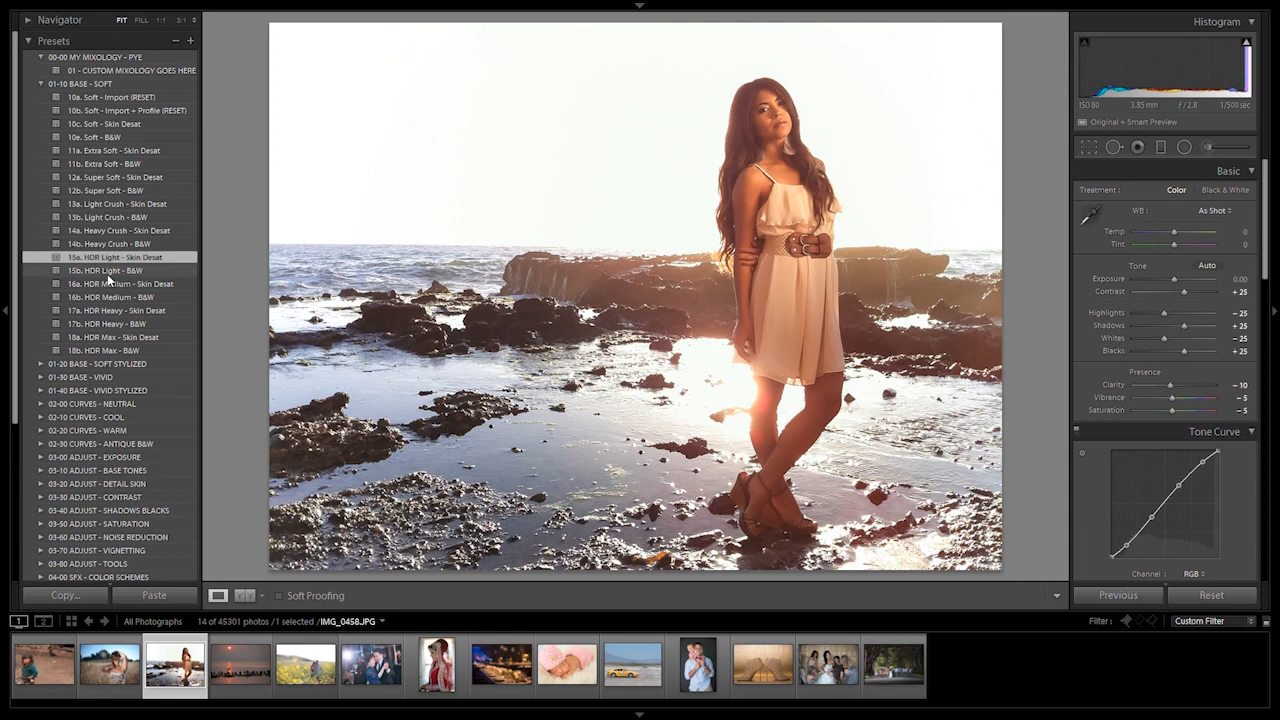 Navigator FIT FILL 1:1 3:1
Presets
00-00 MY MIXOLOGY - PYE
01 - CUSTOM MIXOLOGY GOES HERE
01-10 BASE - SOFT
10a. Soft - Import (RESET)
10b. Soft - Import + Profile (RESET)
10c. Soft - Skin Desat
10e. Soft - B&W
11a. Extra Soft - Skin Desat
11b. Extra Soft - B&W
12a. Super Soft - Skin Desat
12b. Super Soft - B&W
13a. Light Crush - Skin Desat
13b. Light Crush - B&W
14a. Heavy Crush - Skin Desat
14b. Heavy Crush - B&W
15a. HDR Light - Skin Desat
15b. HDR Light - B&W
16a. HDR Medium - Skin Desat
16b. HDR Medium - B&W
17a. HDR Heavy - Skin Desat
17b. HDR Heavy - B&W
18a. HDR Max - Skin Desat
18b. HDR Max - B&W
01-20 BASE - SOFT STYLIZED
01-30 BASE - VIVID
01-40 BASE - VIVID STYLIZED
02-00 CURVES - NEUTRAL
02-10 CURVES - COOL
02-20 CURVES - WARM
02-30 CURVES - ANTIQUE B&W
03-00 ADJUST - EXPOSURE
03-10 ADJUST - BASE TONES
03-20 ADJUST - DETAIL SKIN
03-30 ADJUST - CONTRAST
03-40 ADJUST - SHADOWS BLACKS
03-50 ADJUST - SATURATION
03-60 ADJUST - NOISE REDUCTION
03-70 ADJUST - VIGNETTING
03-80 ADJUST - TOOLS
04-00 SFX - COLOR SCHEMES
Copy... Paste
Soft Proofing
Histogram
ISO 80 3.85 mm ƒ / 2.8 1/500 sec
Original + Smart Preview
Basic
Treatment : Color Black & White
WB : As Shot
Temp 0
Tint 0
Tone Auto
Exposure 0.00
Contrast + 25
Highlights – 25
Shadows + 25
Whites – 25
Blacks + 25
Presence
Clarity – 10
Vibrance – 5
Saturation – 5
Tone Curve
Channel : RGB
Previous Reset
1 2 All Photographs 14 of 45301 photos / 1 selected / IMG_0458.JPG Filter : Custom Filter